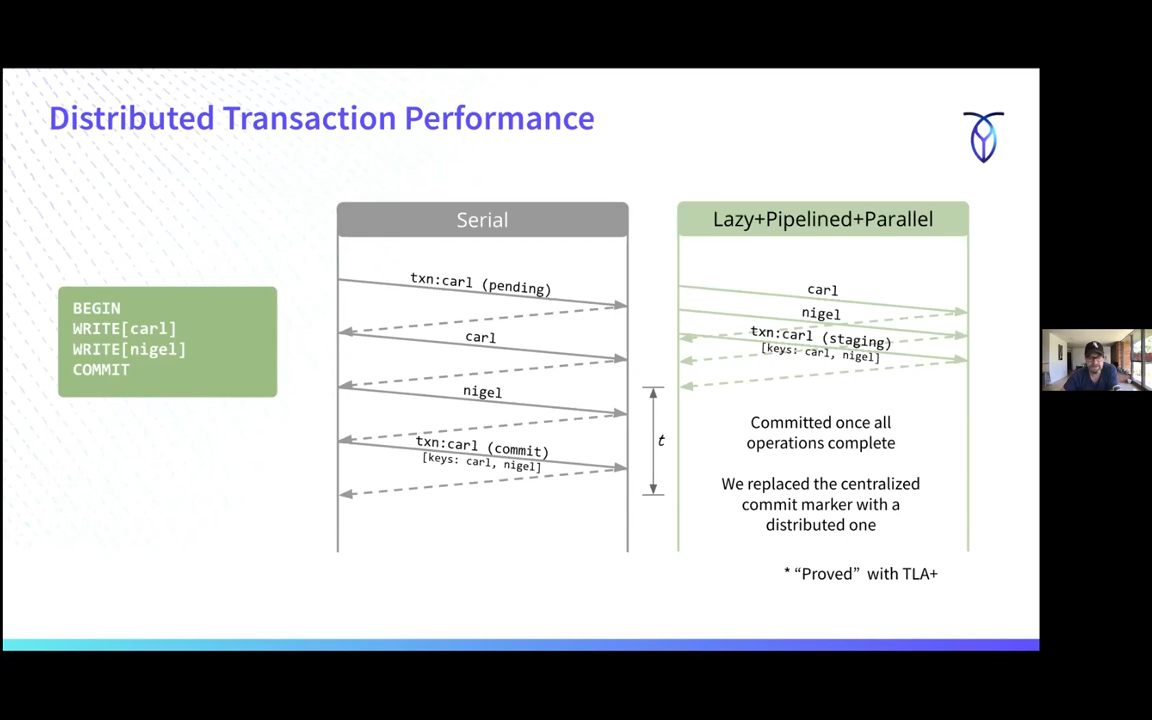 Distributed Transaction Performance
BEGIN
WRITE[carl]
WRITE[nigel]
COMMIT
Serial
txn:carl (pending)
carl
nigel
txn:carl (commit)
[keys: carl, nigel]
t
Lazy+Pipelined+Parallel
carl
nigel
txn:carl (staging)
[keys: carl, nigel]
Committed once all
operations complete
We replaced the centralized
commit marker with a
distributed one
* “Proved” with TLA+